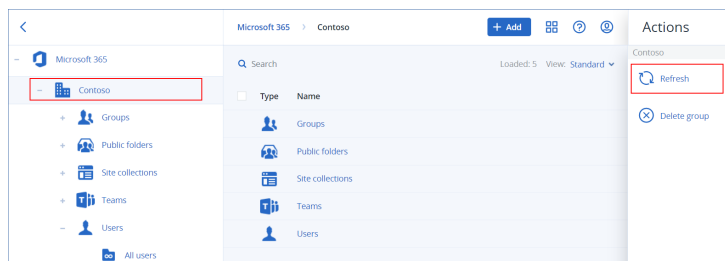 Microsoft 365 > Contoso
+ Add
Actions
Microsoft 365
Search
Loaded: 5 View: Standard
Contoso
Contoso
Refresh
Type Name
Groups
Groups
Delete group
Public folders
Public folders
Site collections
Site collections
Teams
Teams
Users
Users
All users